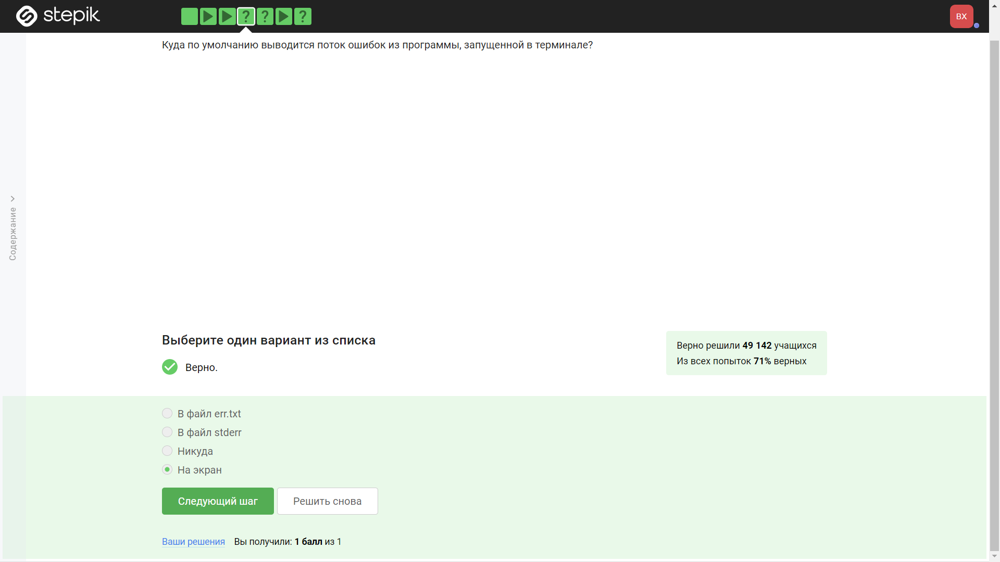 stepik
? ? ?
ВХ
Куда по умолчанию выводится поток ошибок из программы, запущенной в терминале?
Содержание
Выберите один вариант из списка
Верно.
Верно решили 49 142 учащихся
Из всех попыток 71% верных
В файл err.txt
В файл stderr
Никуда
На экран
Следующий шаг
Решить снова
Ваши решения Вы получили: 1 балл из 1